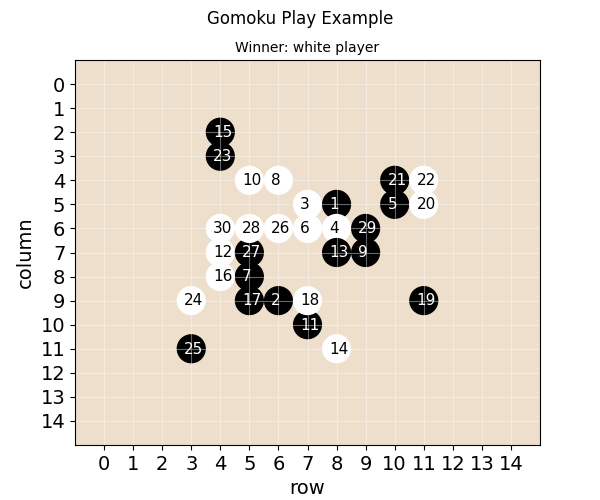 Gomoku Play Example
Winner: white player
0
1
2 15
3 23
4 10 8 21 22
5 3 1 5 20
6 30 28 26 6 4 29
7 12 27 13 9
8 16 7
9 24 17 2 18 19
10 11
11 25 14
12
13
14
column
0 1 2 3 4 5 6 7 8 9 10 11 12 13 14
row